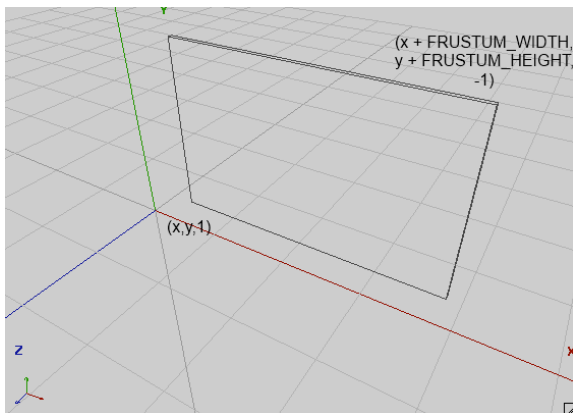 Y
(x + FRUSTUM_WIDTH,
y + FRUSTUM_HEIGHT,
-1)
(x,y,1)
Z
X